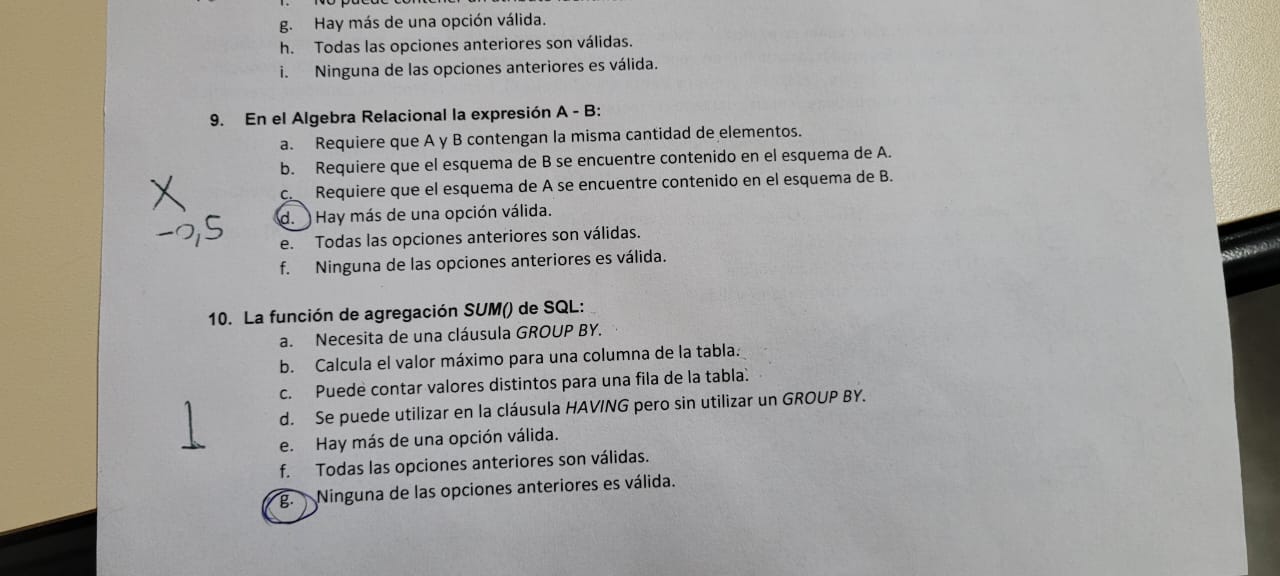 g. Hay más de una opción válida.
h. Todas las opciones anteriores son válidas.
i. Ninguna de las opciones anteriores es válida.
9. En el Algebra Relacional la expresión A - B:
a. Requiere que A y B contengan la misma cantidad de elementos.
b. Requiere que el esquema de B se encuentre contenido en el esquema de A.
c. Requiere que el esquema de A se encuentre contenido en el esquema de B.
X
d. Hay más de una opción válida.
-0,5
e. Todas las opciones anteriores son válidas.
f. Ninguna de las opciones anteriores es válida.
10. La función de agregación SUM() de SQL:
a. Necesita de una cláusula GROUP BY.
b. Calcula el valor máximo para una columna de la tabla.
c. Puede contar valores distintos para una fila de la tabla.
d. Se puede utilizar en la cláusula HAVING pero sin utilizar un GROUP BY.
1
e. Hay más de una opción válida.
f. Todas las opciones anteriores son válidas.
g. Ninguna de las opciones anteriores es válida.